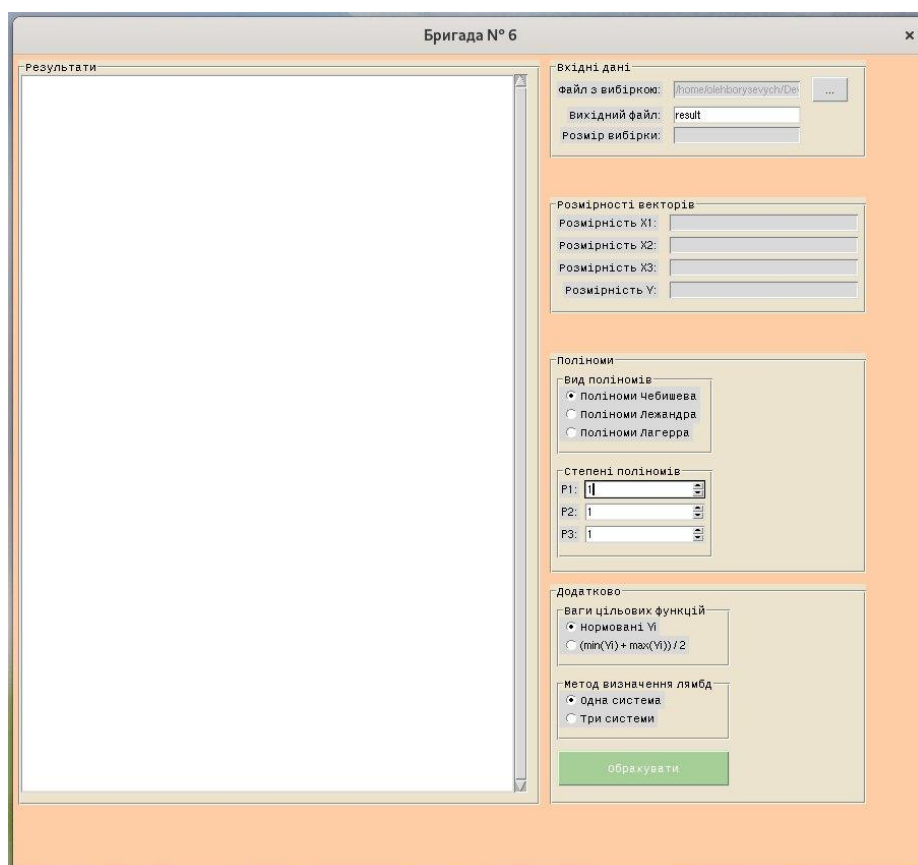 Бригада № 6
Результати
Вхідні дані
Файл з вибіркою: /home/olehborysevych/De
...
Вихідний файл: result
Розмір вибірки:
Розмірності векторів
Розмірність X1:
Розмірність X2:
Розмірність X3:
Розмірність Y:
Поліноми
Вид поліномів
Поліноми Чебишева
Поліноми Лежандра
Поліноми Лагерра
Степені поліномів
P1: 1
P2: 1
P3: 1
Додатково
Ваги цільових функцій
Нормовані Yi
(min(Yi) + max(Yi)) / 2
Метод визначення лямбд
Одна система
Три системи
Обрахувати